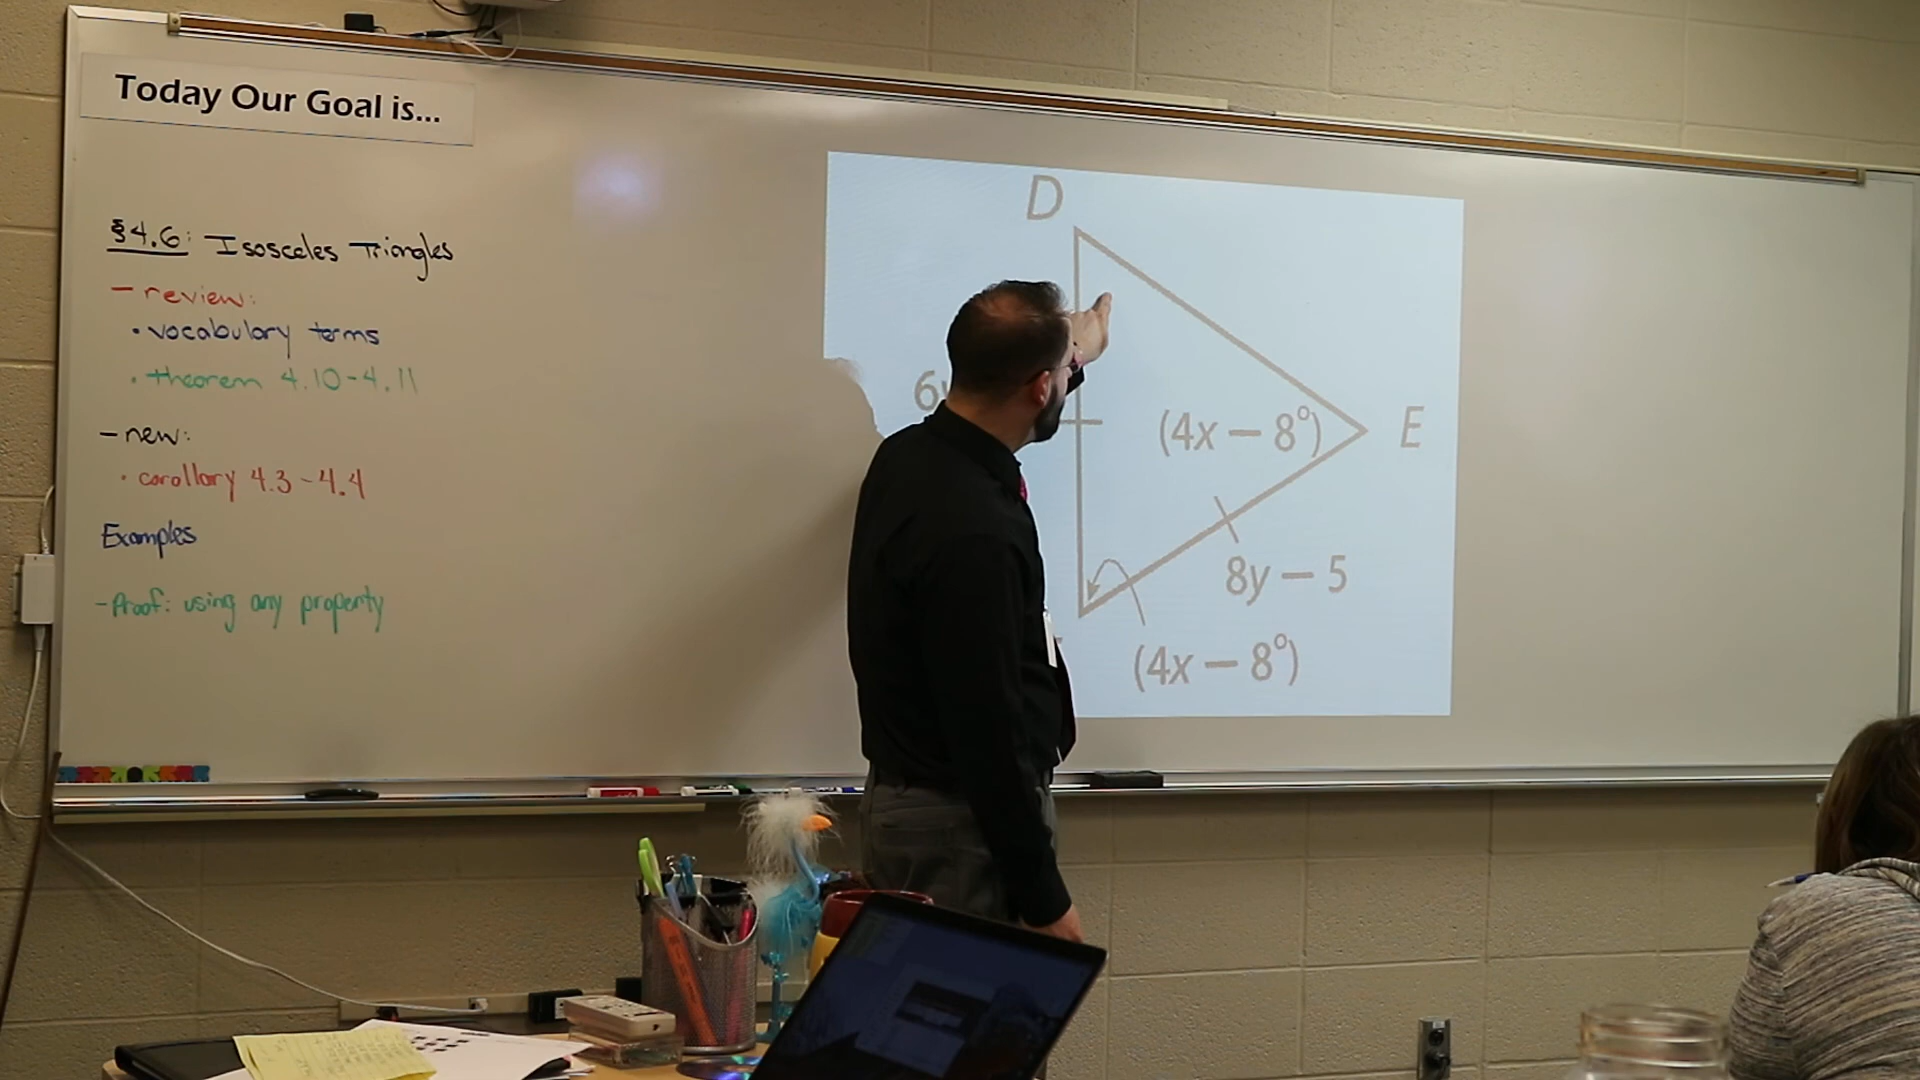 Today Our Goal is...
§4.6: Isosceles Triangles
- review:
• vocabulary terms
• theorem 4.10-4.11
- new:
• corollary 4.3-4.4
Examples
- Proof: using any property
D
6y
(4x – 8°)
E
8y – 5
(4x – 8°)